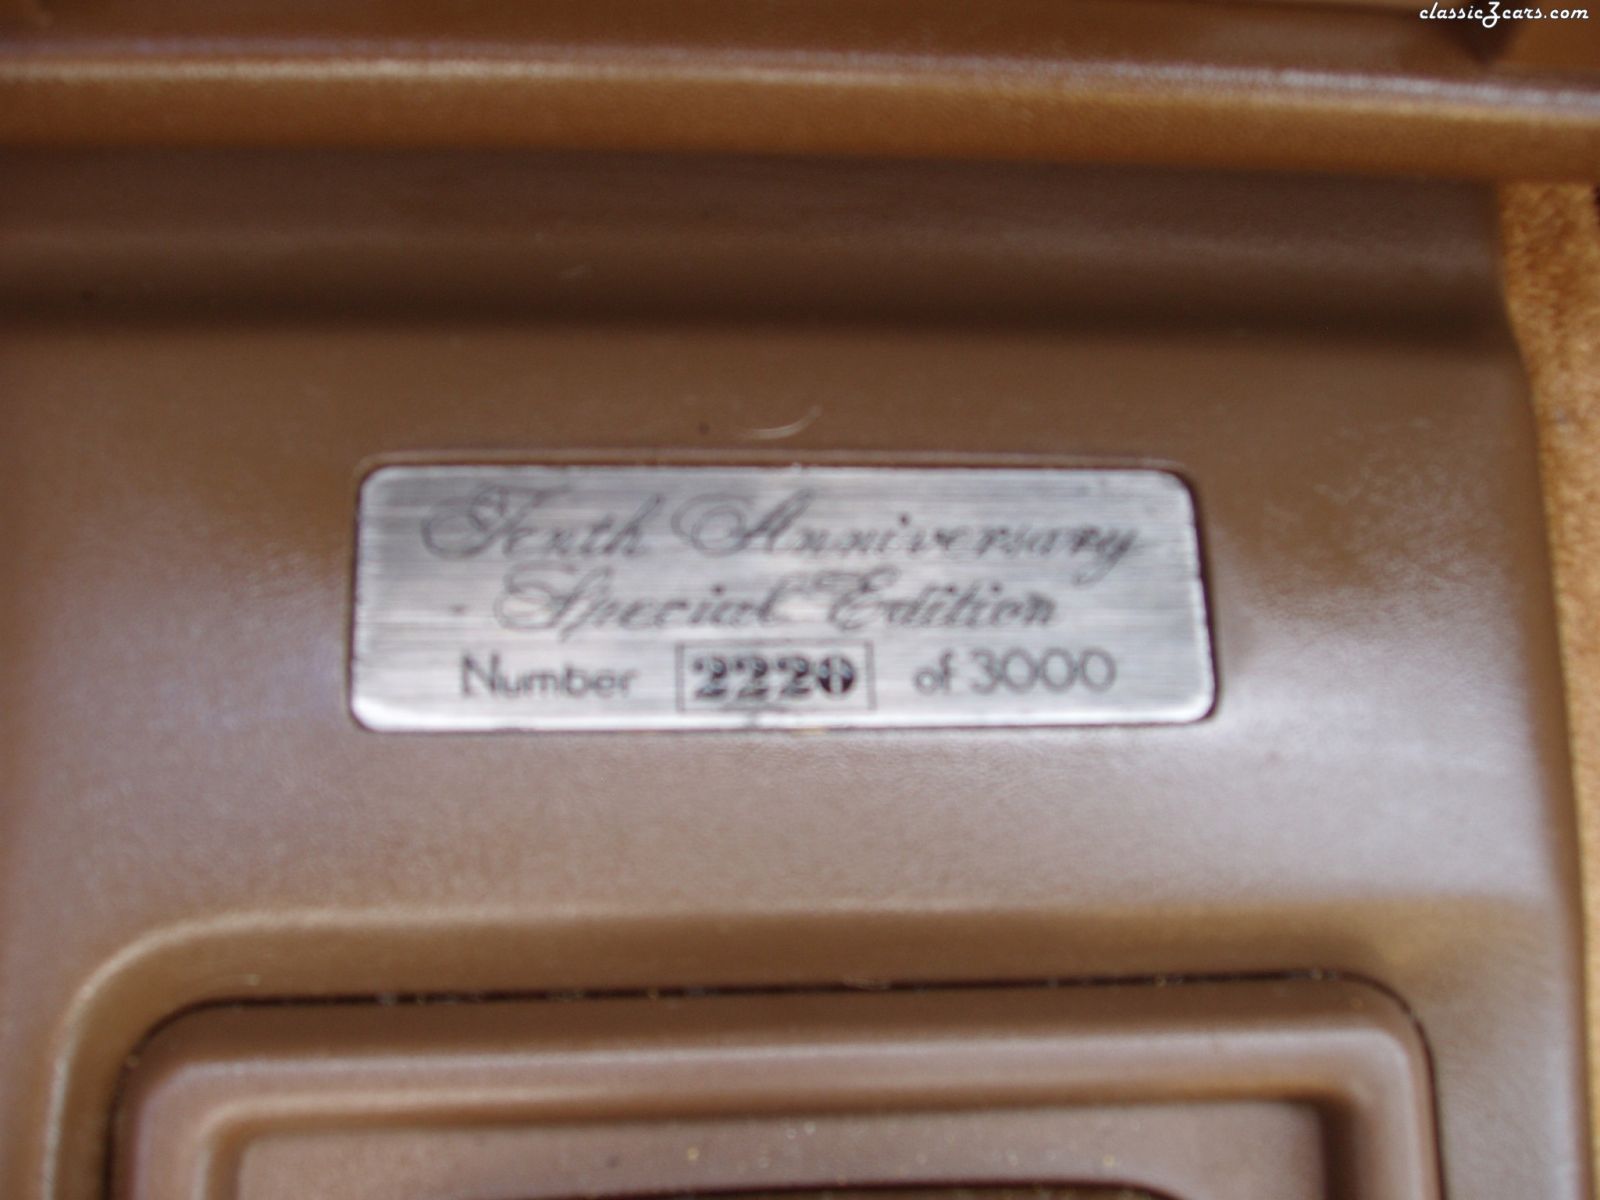 classicZcars.com
Tenth Anniversary
Special Edition
Number 2220 of 3000